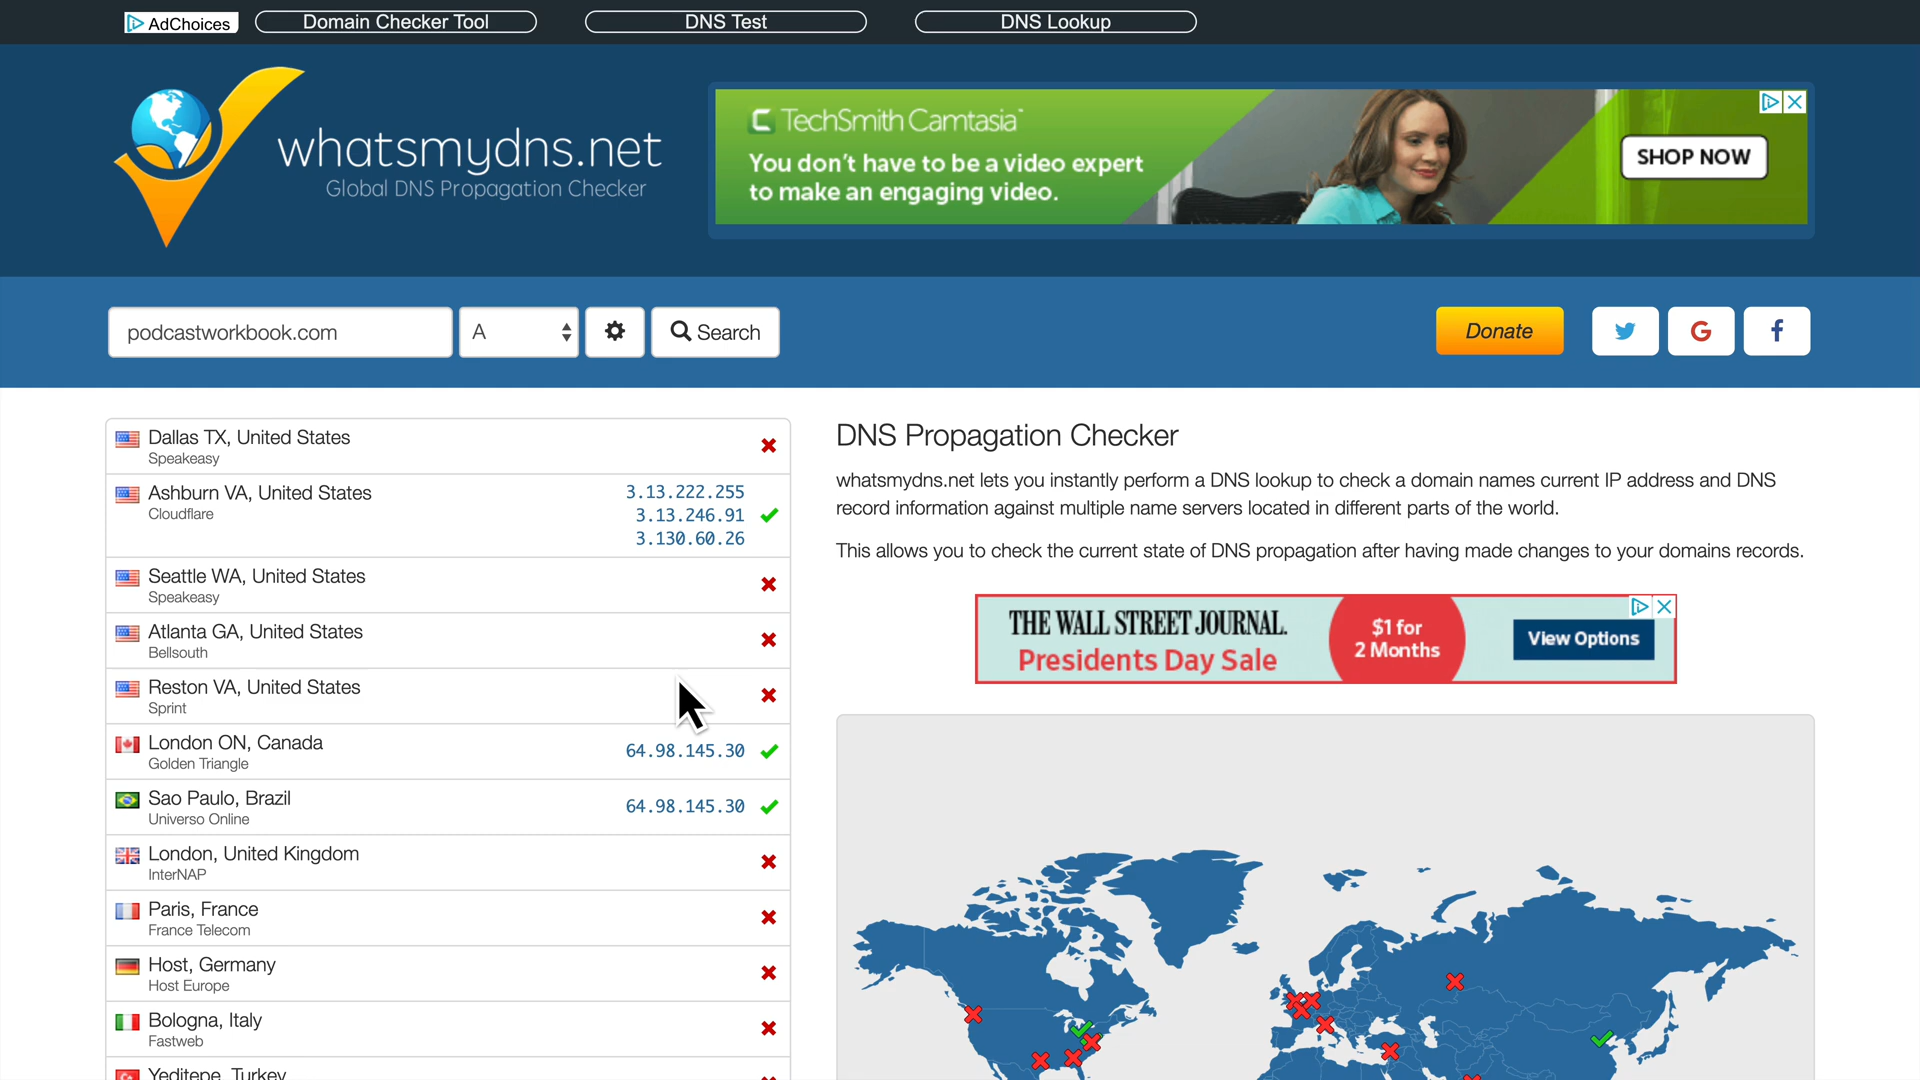 AdChoices
Domain Checker Tool
DNS Test
DNS Lookup
whatsmydns.net
Global DNS Propagation Checker
TechSmith Camtasia™
You don't have to be a video expert
to make an engaging video.
SHOP NOW
podcastworkbook.com
A
Search
Donate
G
f
Dallas TX, United States
Speakeasy
Ashburn VA, United States
Cloudflare
3.13.222.255
3.13.246.91
3.130.60.26
Seattle WA, United States
Speakeasy
Atlanta GA, United States
Bellsouth
Reston VA, United States
Sprint
London ON, Canada
Golden Triangle
64.98.145.30
Sao Paulo, Brazil
Universo Online
64.98.145.30
London, United Kingdom
InterNAP
Paris, France
France Telecom
Host, Germany
Host Europe
Bologna, Italy
Fastweb
Yeditepe, Turkey
DNS Propagation Checker
whatsmydns.net lets you instantly perform a DNS lookup to check a domain names current IP address and DNS
record information against multiple name servers located in different parts of the world.
This allows you to check the current state of DNS propagation after having made changes to your domains records.
THE WALL STREET JOURNAL.
Presidents Day Sale
$1 for
2 Months
View Options